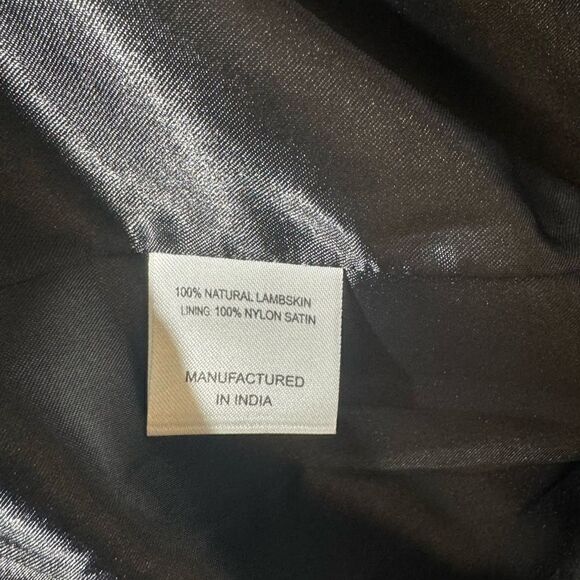 100% NATURAL LAMBSKIN
LINING: 100% NYLON SATIN
MANUFACTURED
IN INDIA